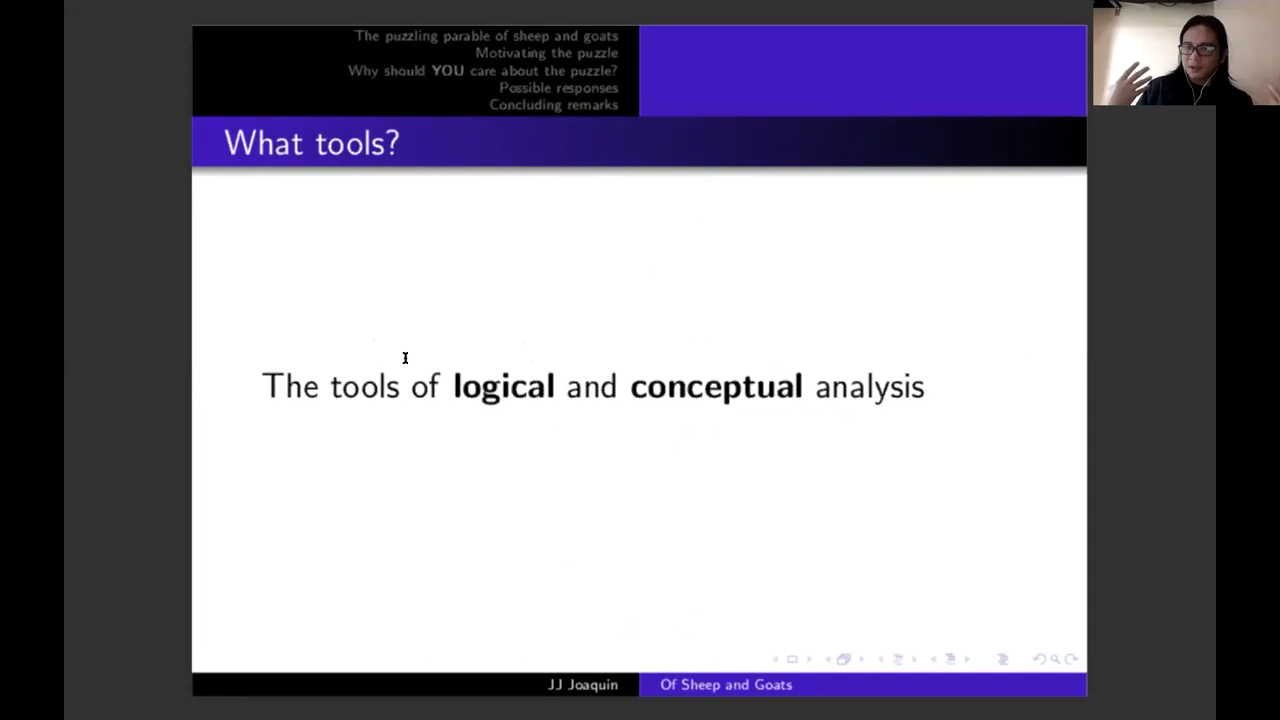 The puzzling parable of sheep and goats
Motivating the puzzle
Why should YOU care about the puzzle?
Possible responses
Concluding remarks
What tools?
The tools of logical and conceptual analysis
JJ Joaquin
Of Sheep and Goats